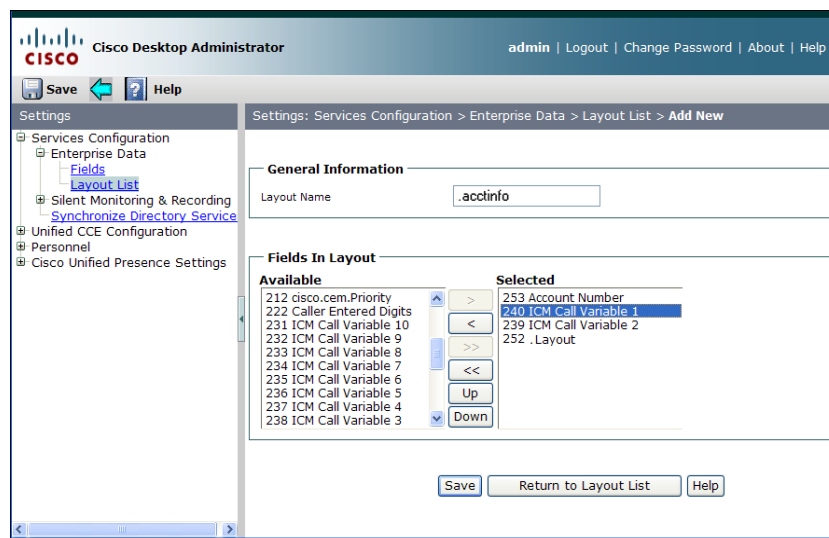 CISCO
Cisco Desktop Administrator
admin | Logout | Change Password | About | Help
Save ? Help
Settings
Settings: Services Configuration > Enterprise Data > Layout List > Add New
Services Configuration
Enterprise Data
Fields
Layout List
Silent Monitoring & Recording
Synchronize Directory Service
Unified CCE Configuration
Personnel
Cisco Unified Presence Settings
General Information
Layout Name .acctinfo
Fields In Layout
Available
212 cisco.cem.Priority
222 Caller Entered Digits
231 ICM Call Variable 10
232 ICM Call Variable 9
233 ICM Call Variable 8
234 ICM Call Variable 7
235 ICM Call Variable 6
236 ICM Call Variable 5
237 ICM Call Variable 4
238 ICM Call Variable 3
>
<
>>
<<
Up
Down
Selected
253 Account Number
240 ICM Call Variable 1
239 ICM Call Variable 2
252 .Layout
Save Return to Layout List Help